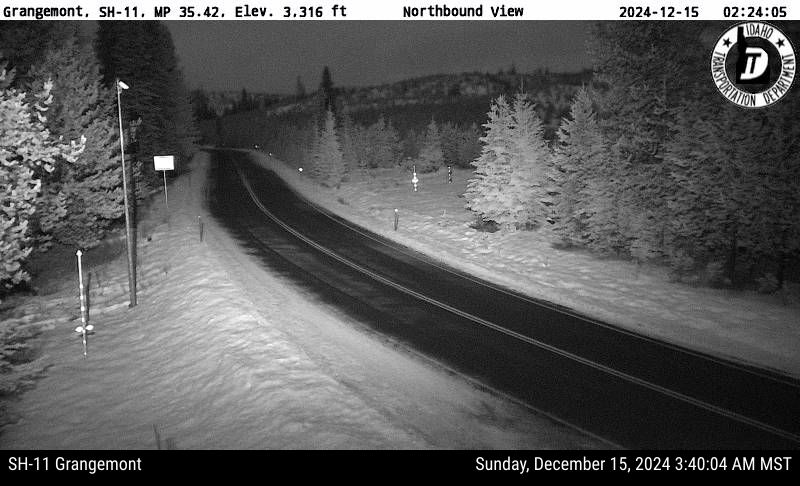 Grangemont, SH-11, MP 35.42, Elev. 3,316 ft Northbound View 2024-12-15 02:24:05
IDAHO TRANSPORTATION DEPARTMENT
SH-11 Grangemont Sunday, December 15, 2024 3:40:04 AM MST